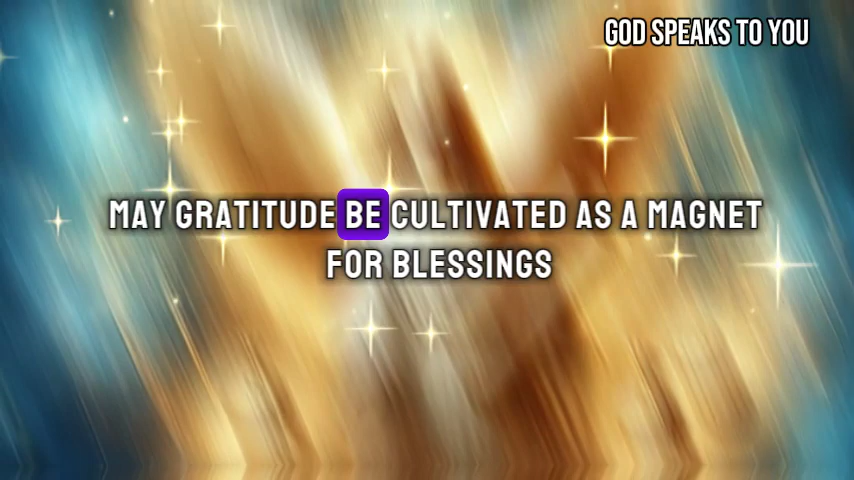 GOD SPEAKS TO YOU
MAY GRATITUDE BE CULTIVATED AS A MAGNET
FOR BLESSINGS